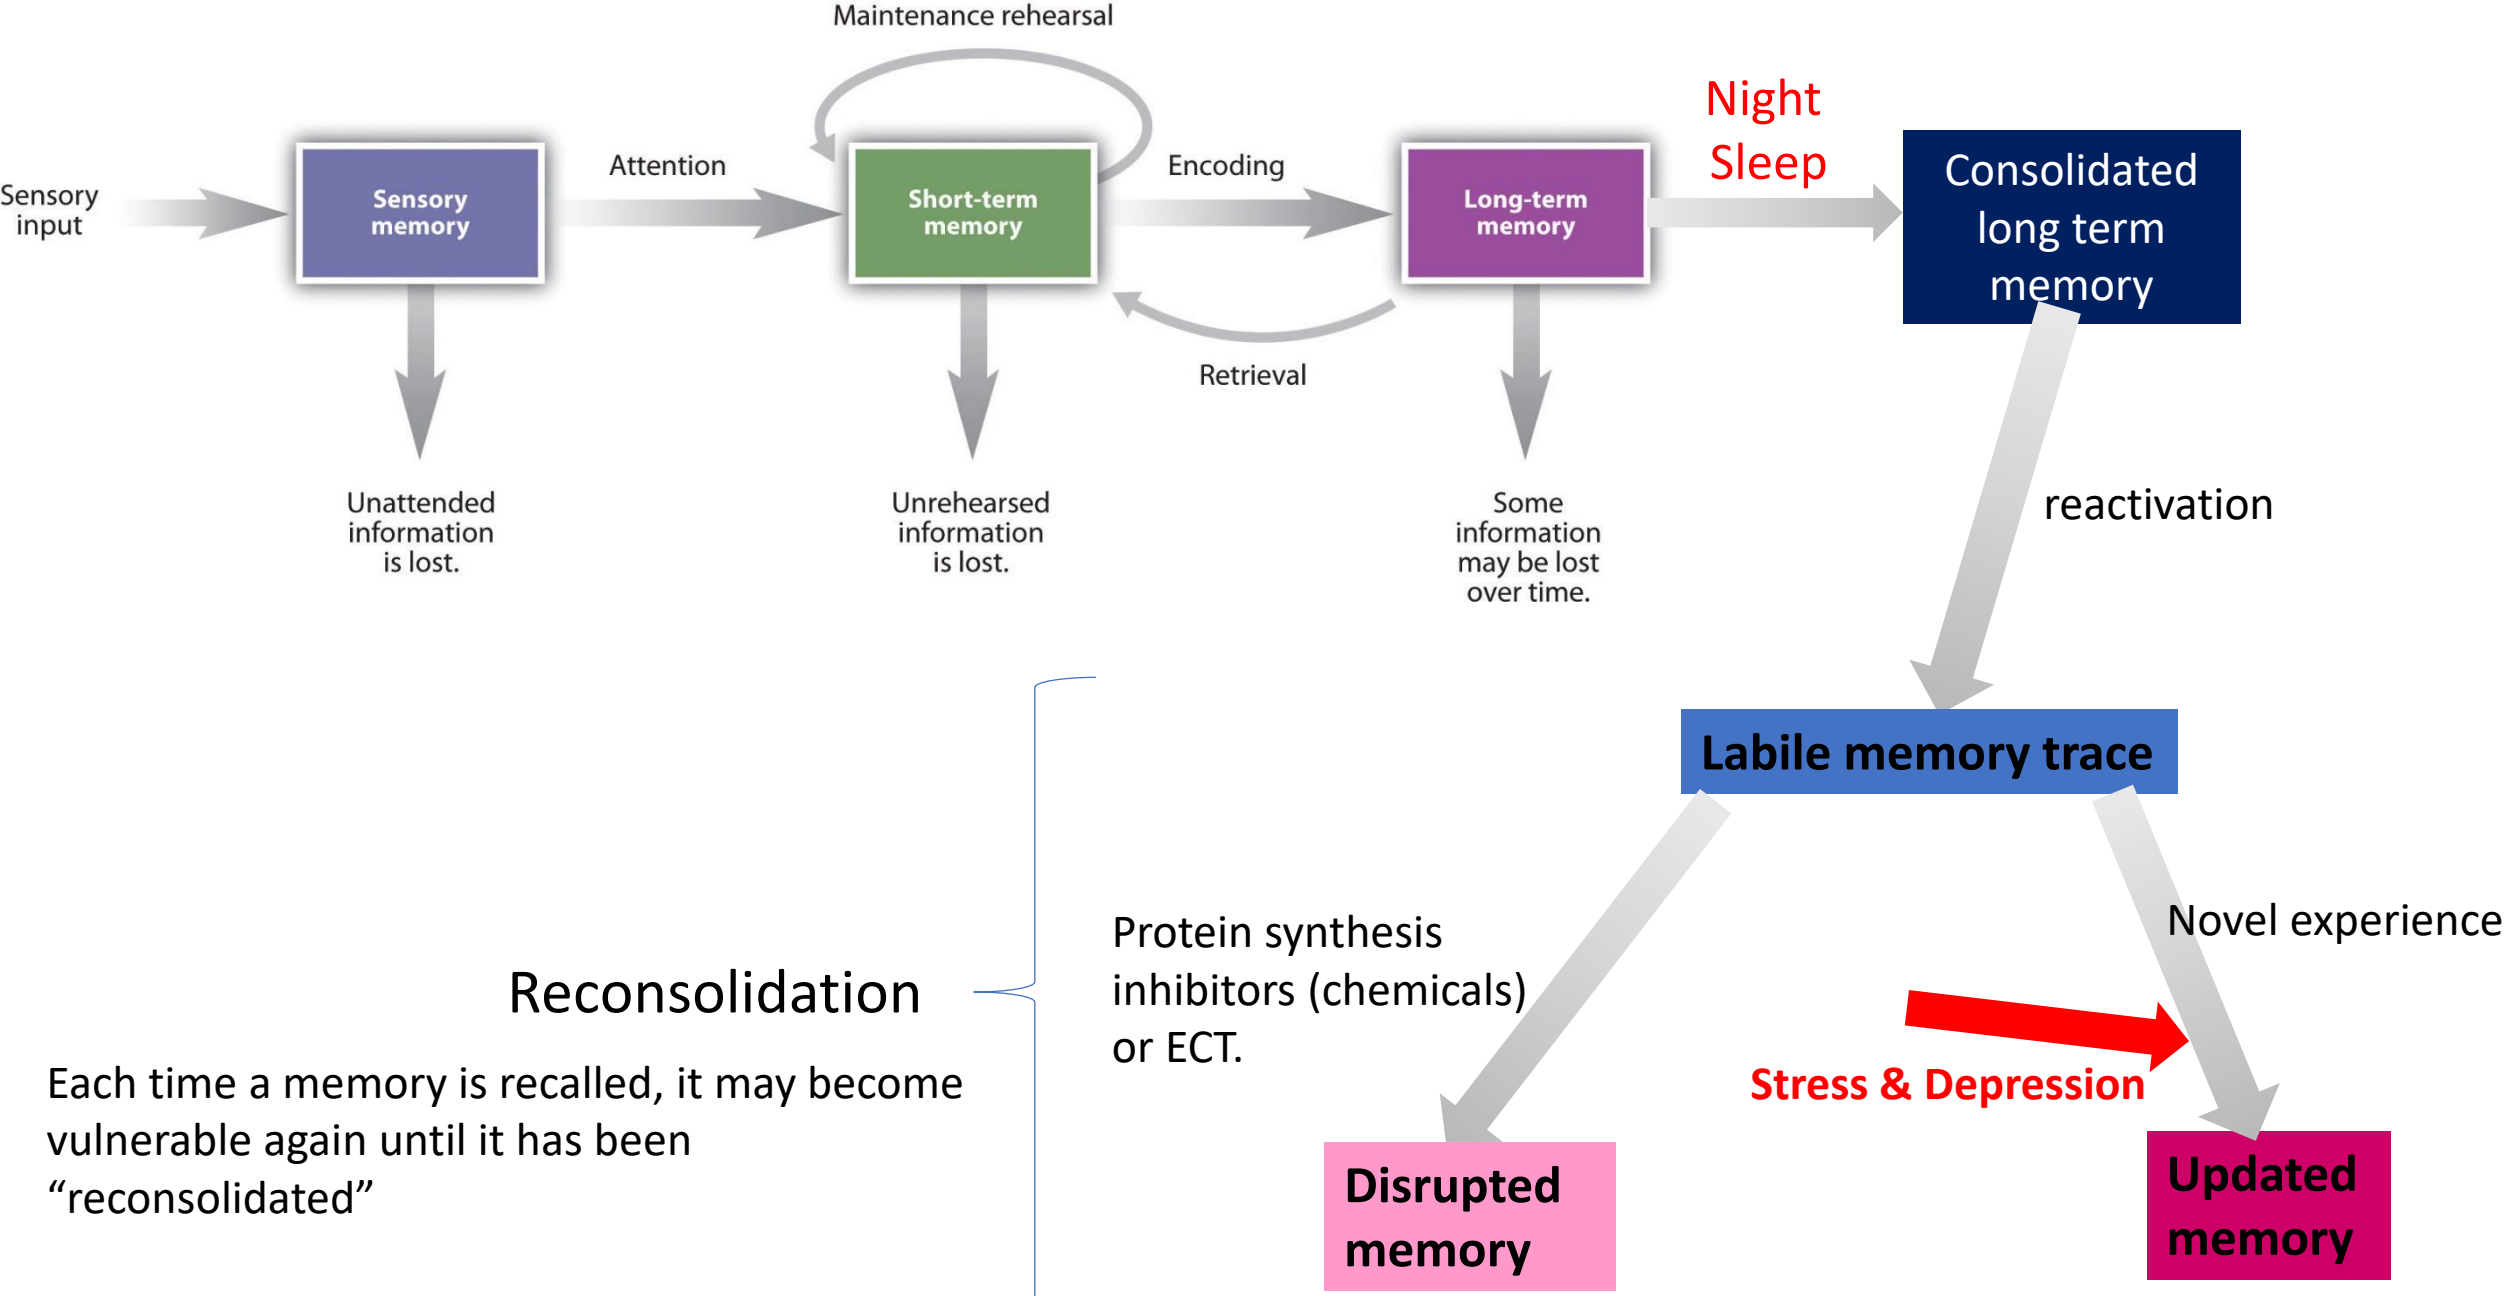 Maintenance rehearsal
Night
Sleep
Sensory
input
Sensory
memory
Attention
Short-term
memory
Encoding
Long-term
memory
Consolidated
long term
memory
Retrieval
Unattended
information
is lost.
Unrehearsed
information
is lost.
Some
information
may be lost
over time.
reactivation
Labile memory trace
Protein synthesis
inhibitors (chemicals)
or ECT.
Novel experience
Reconsolidation
Each time a memory is recalled, it may become
vulnerable again until it has been
“reconsolidated”
Stress & Depression
Disrupted
memory
Updated
memory